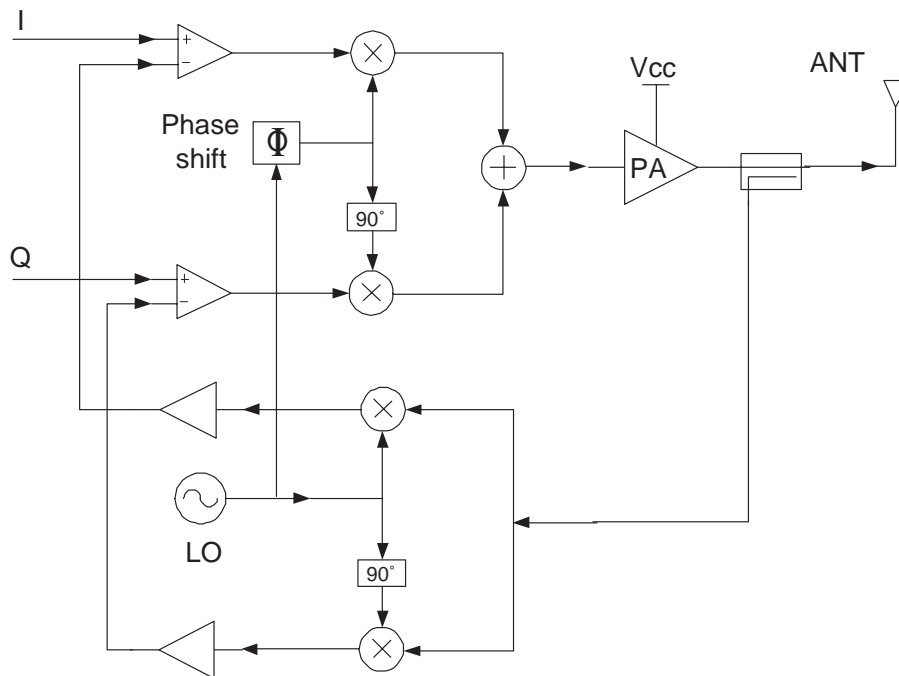 I
+
−
Vcc
ANT
Phase
shift
Φ
PA
90°
Q
+
−
LO
90°